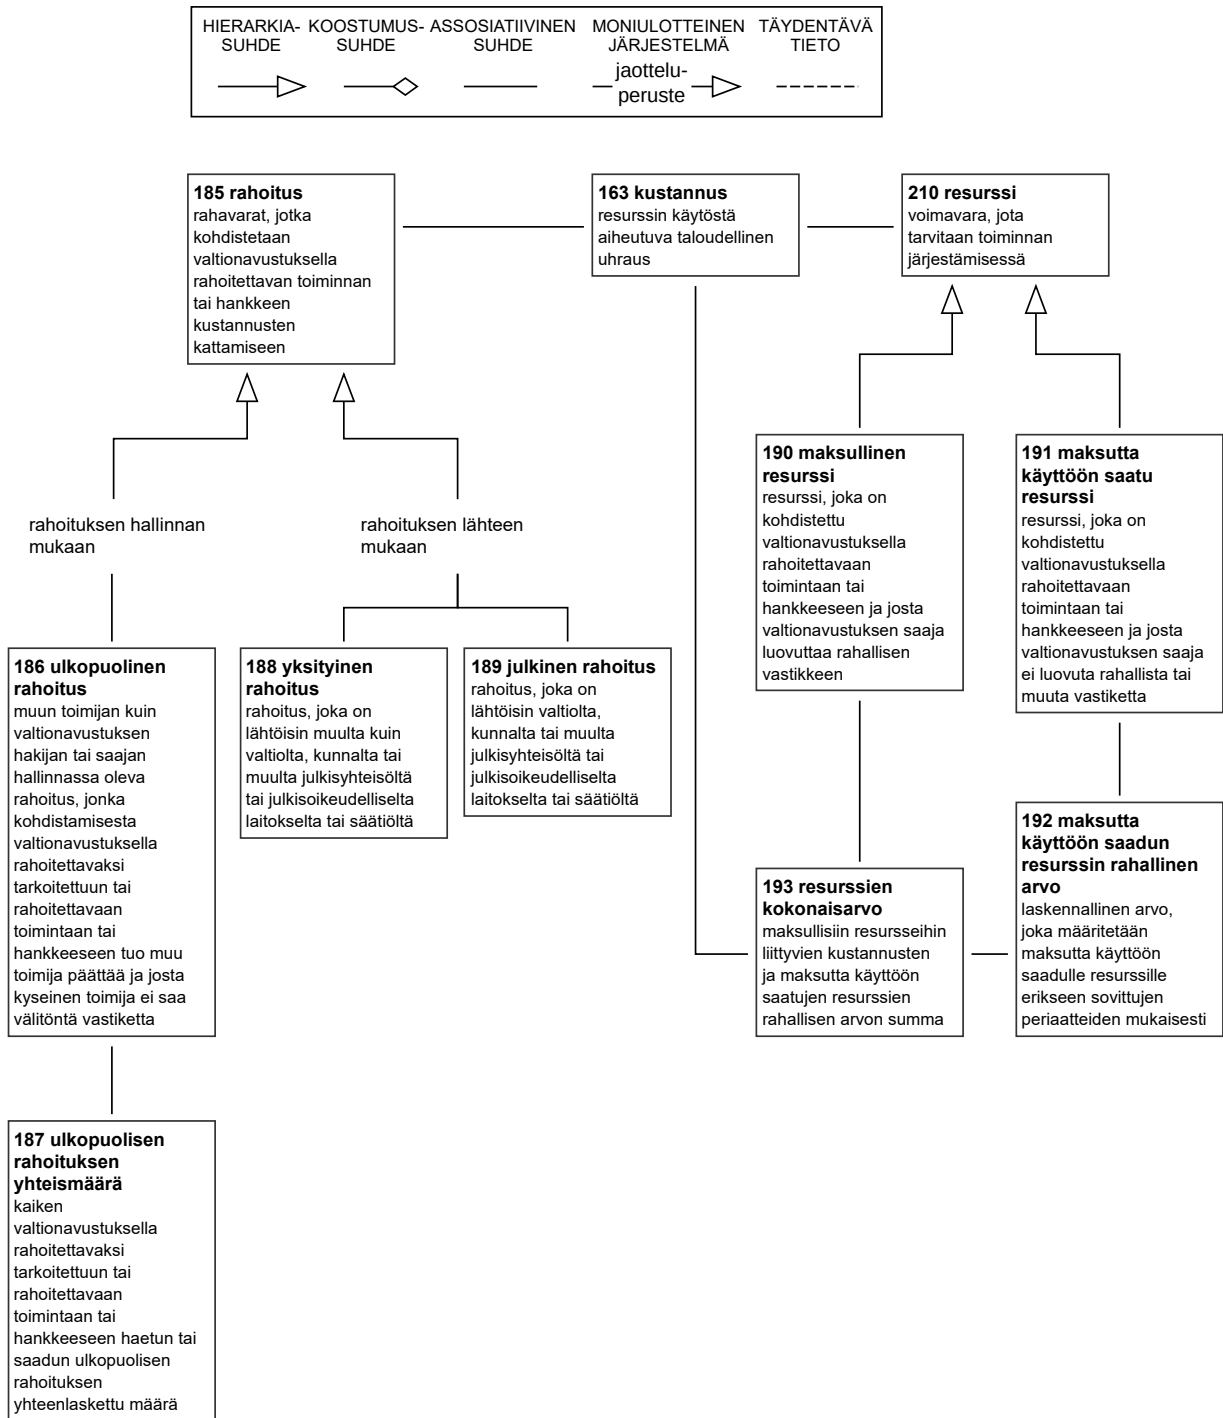 HIERARKIA-
SUHDE
KOOSTUMUS-
SUHDE
ASSOSIATIIVINEN
SUHDE
MONIULOTTEINEN
JÄRJESTELMÄ
jaottelu-
peruste
TÄYDENTÄVÄ
TIETO
185 rahoitus
rahavarat, jotka
kohdistetaan
valtionavustuksella
rahoitettavan toiminnan
tai hankkeen
kustannusten
kattamiseen
163 kustannus
resurssin käytöstä
aiheutuva taloudellinen
uhraus
210 resurssi
voimavara, jota
tarvitaan toiminnan
järjestämisessä
rahoituksen hallinnan
mukaan
rahoituksen lähteen
mukaan
190 maksullinen
resurssi
resurssi, joka on
kohdistettu
valtionavustuksella
rahoitettavaan
toimintaan tai
hankkeeseen ja josta
valtionavustuksen saaja
luovuttaa rahallisen
vastikkeen
191 maksutta
käyttöön saatu
resurssi
resurssi, joka on
kohdistettu
valtionavustuksella
rahoitettavaan
toimintaan tai
hankkeeseen ja josta
valtionavustuksen saaja
ei luovuta rahallista tai
muuta vastiketta
186 ulkopuolinen
rahoitus
muun toimijan kuin
valtionavustuksen
hakijan tai saajan
hallinnassa oleva
rahoitus, jonka
kohdistamisesta
valtionavustuksella
rahoitettavaksi
tarkoitettuun tai
rahoitettavaan
toimintaan tai
hankkeeseen tuo muu
toimija päättää ja josta
kyseinen toimija ei saa
välitöntä vastiketta
188 yksityinen
rahoitus
rahoitus, joka on
lähtöisin muulta kuin
valtiolta, kunnalta tai
muulta julkisyhteisöltä
tai julkisoikeudelliselta
laitokselta tai säätiöltä
189 julkinen rahoitus
rahoitus, joka on
lähtöisin valtiolta,
kunnalta tai muulta
julkisyhteisöltä tai
julkisoikeudelliselta
laitokselta tai säätiöltä
193 resurssien
kokonaisarvo
maksullisiin resursseihin
liittyvien kustannusten
ja maksutta käyttöön
saatujen resurssien
rahallisen arvon summa
192 maksutta
käyttöön saadun
resurssin rahallinen
arvo
laskennallinen arvo,
joka määritetään
maksutta käyttöön
saadulle resurssille
erikseen sovittujen
periaatteiden mukaisesti
187 ulkopuolisen
rahoituksen
yhteismäärä
kaiken
valtionavustuksella
rahoitettavaksi
tarkoitettuun tai
rahoitettavaan
toimintaan tai
hankkeeseen haetun tai
saadun ulkopuolisen
rahoituksen
yhteenlaskettu määrä